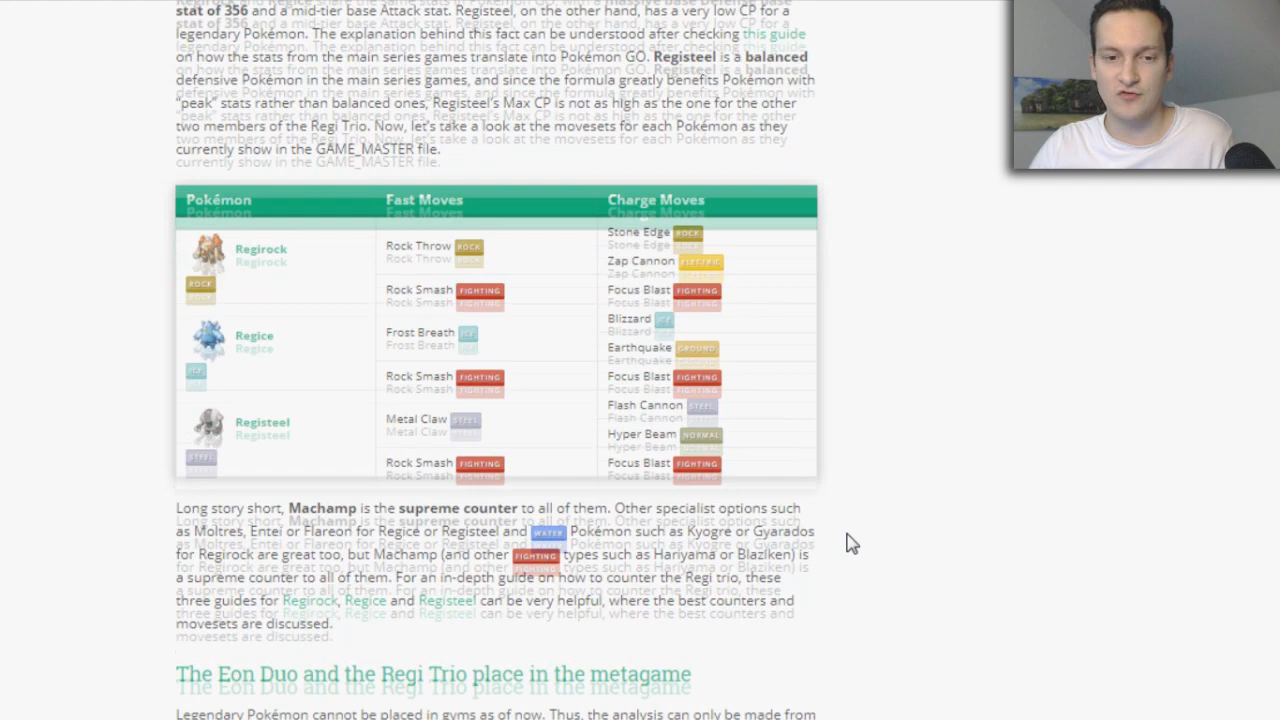 stat of 356 and a mid-tier base Attack stat. Registeel, on the other hand, has a very low CP for a
legendary Pokémon. The explanation behind this fact can be understood after checking this guide
on how the stats from the main series games translate into Pokémon GO. Registeel is a balanced
defensive Pokémon in the main series games, and since the formula greatly benefits Pokémon with
“peak” stats rather than balanced ones, Registeel’s Max CP is not as high as the one for the other
two members of the Regi Trio. Now, let’s take a look at the movesets for each Pokémon as they
currently show in the GAME_MASTER file.
Pokémon Fast Moves Charge Moves
Stone Edge ROCK
Regirock Rock Throw ROCK
Zap Cannon ELECTRIC
ROCK Rock Smash FIGHTING Focus Blast FIGHTING
Blizzard ICE
Regice Frost Breath ICE
Earthquake GROUND
ICE Rock Smash FIGHTING Focus Blast FIGHTING
Flash Cannon STEEL
Registeel Metal Claw STEEL
Hyper Beam NORMAL
STEEL Rock Smash FIGHTING Focus Blast FIGHTING
Long story short, Machamp is the supreme counter to all of them. Other specialist options such
as Moltres, Entei or Flareon for Regice or Registeel and WATER Pokémon such as Kyogre or Gyarados
for Regirock are great too, but Machamp (and other FIGHTING types such as Hariyama or Blaziken) is
a supreme counter to all of them. For an in-depth guide on how to counter the Regi trio, these
three guides for Regirock, Regice and Registeel can be very helpful, where the best counters and
movesets are discussed.
The Eon Duo and the Regi Trio place in the metagame
Legendary Pokémon cannot be placed in gyms as of now. Thus, the analysis can only be made from